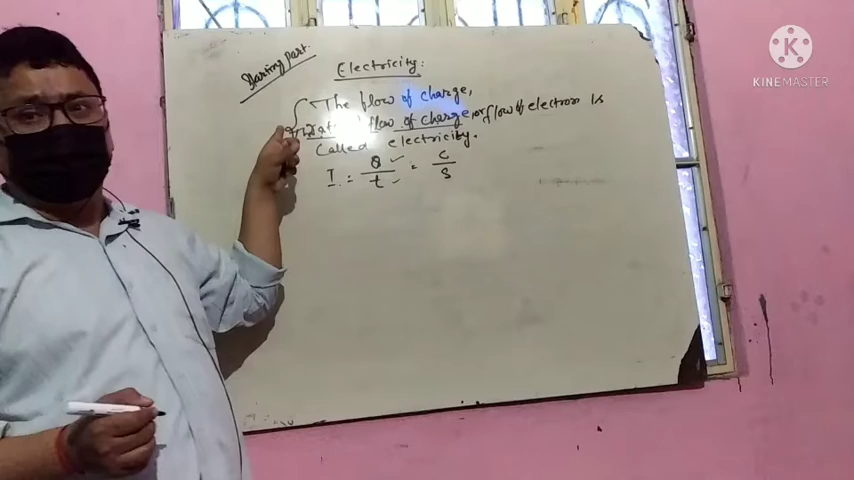 Starting Part.
Electricity:
The flow of charge,
flow of charge, or flow of electron is
Called electricity.
I = Q / t = C / S
K
KINEMASTER